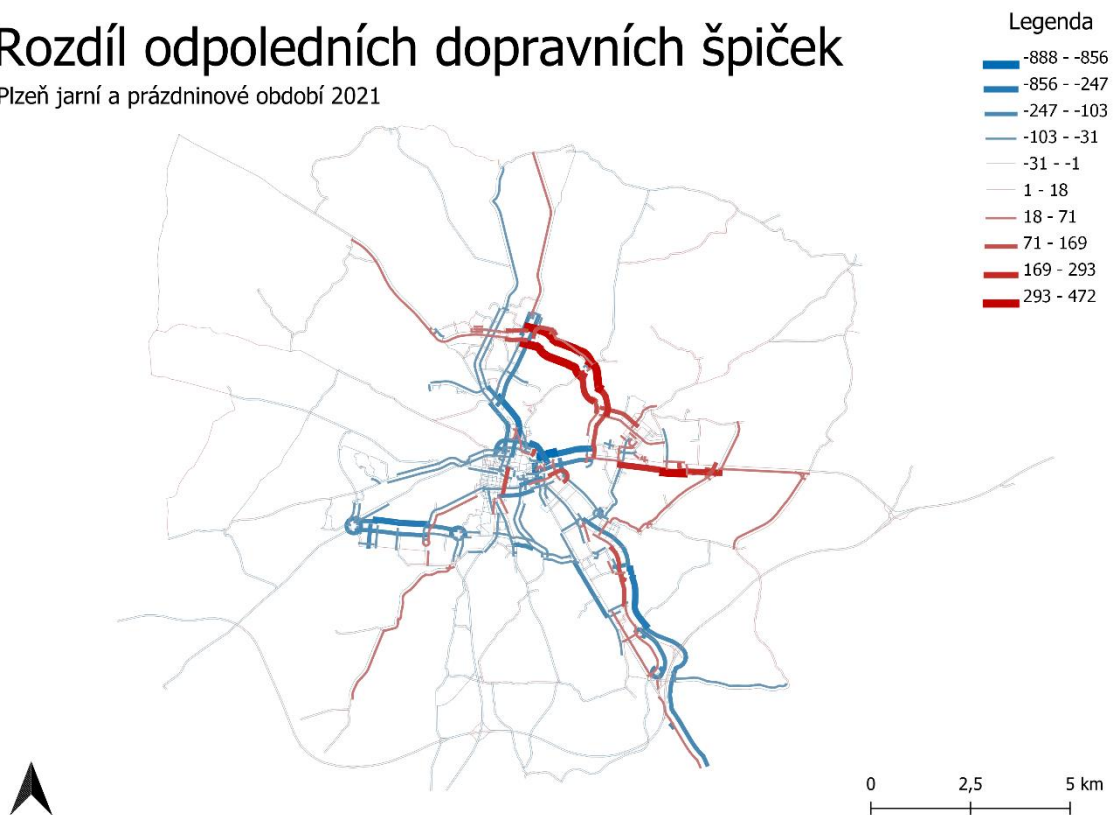 Rozdíl odpoledních dopravních špiček
Plzeň jarní a prázdninové období 2021
Legenda
-888 - -856
-856 - -247
-247 - -103
-103 - -31
-31 - -1
1 - 18
18 - 71
71 - 169
169 - 293
293 - 472
0 2,5 5 km